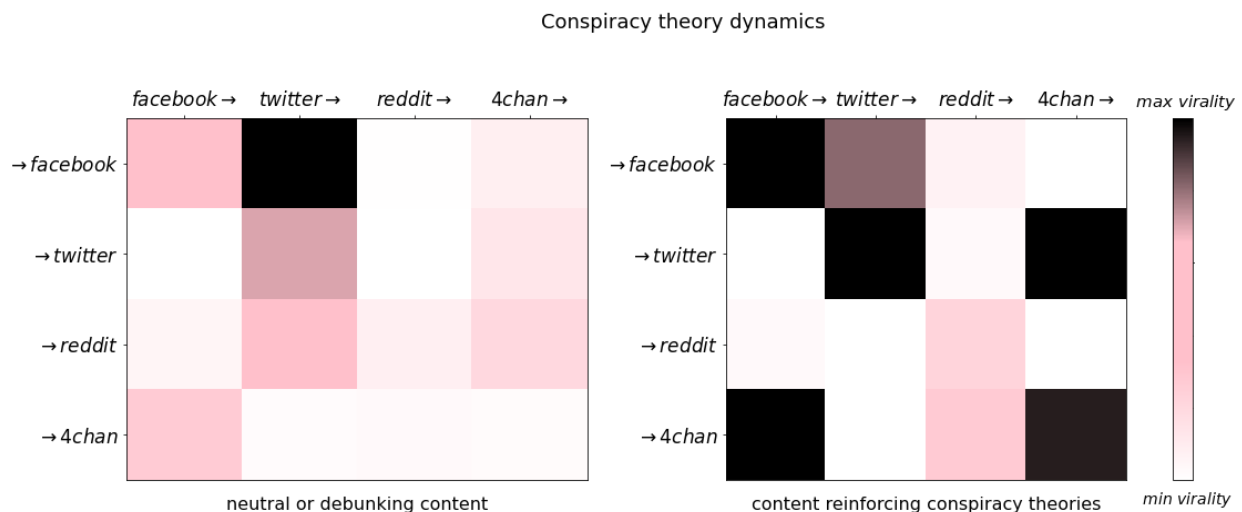 Conspiracy theory dynamics
facebook→ twitter→ reddit→ 4chan→
→facebook
→twitter
→reddit
→4chan
neutral or debunking content
facebook→ twitter→ reddit→ 4chan→
→facebook
→twitter
→reddit
→4chan
content reinforcing conspiracy theories
max virality
min virality